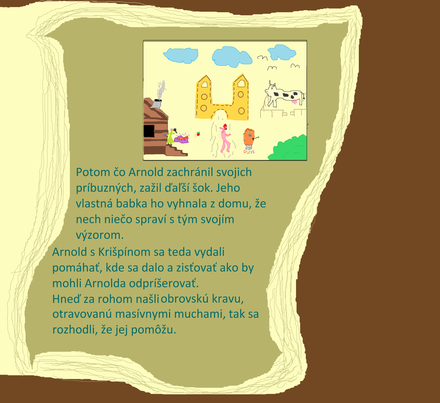 Potom čo Arnold zachránil svojich
príbuzných, zažil ďaľší šok. Jeho
vlastná babka ho vyhnala z domu, že
nech niečo spraví s tým svojím
výzorom.
Arnold s Kríšpínom sa teda vydali
pomáhať, kde sa dalo a zisťovať ako by
mohli Arnolda odpríšerovať.
Hneď za rohom našli obrovskú kravu,
otravovanú masívnymi muchami, tak sa
rozhodli, že jej pomôžu.